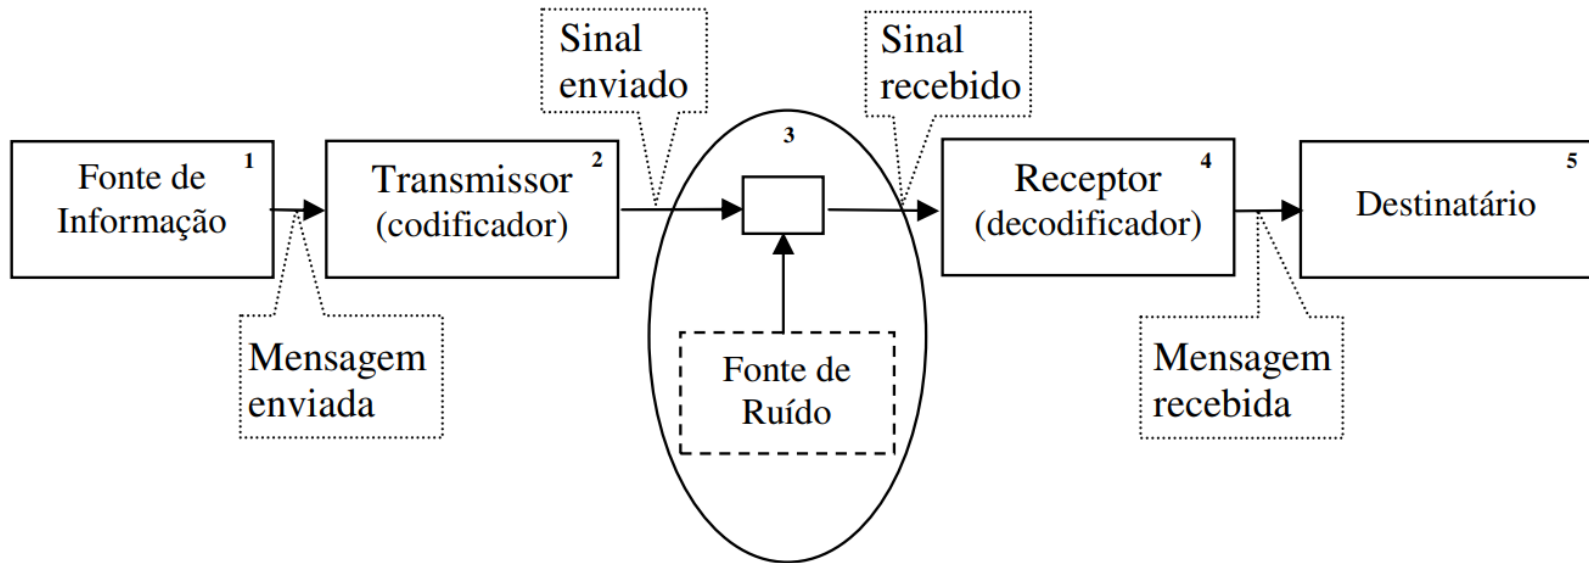 Sinal
enviado
Sinal
recebido
1
Fonte de
Informação
2
Transmissor
(codificador)
3
4
Receptor
(decodificador)
5
Destinatário
Mensagem
enviada
Fonte de
Ruído
Mensagem
recebida